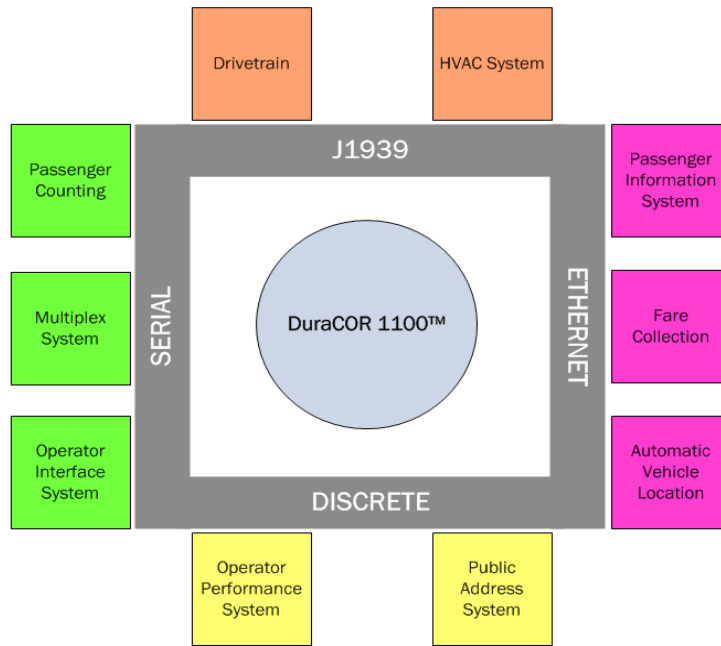 Drivetrain
HVAC System
J1939
Passenger
Counting
Passenger
Information
System
SERIAL
ETHERNET
DuraCOR 1100™
Multiplex
System
Fare
Collection
Operator
Interface
System
Automatic
Vehicle
Location
DISCRETE
Operator
Performance
System
Public
Address
System